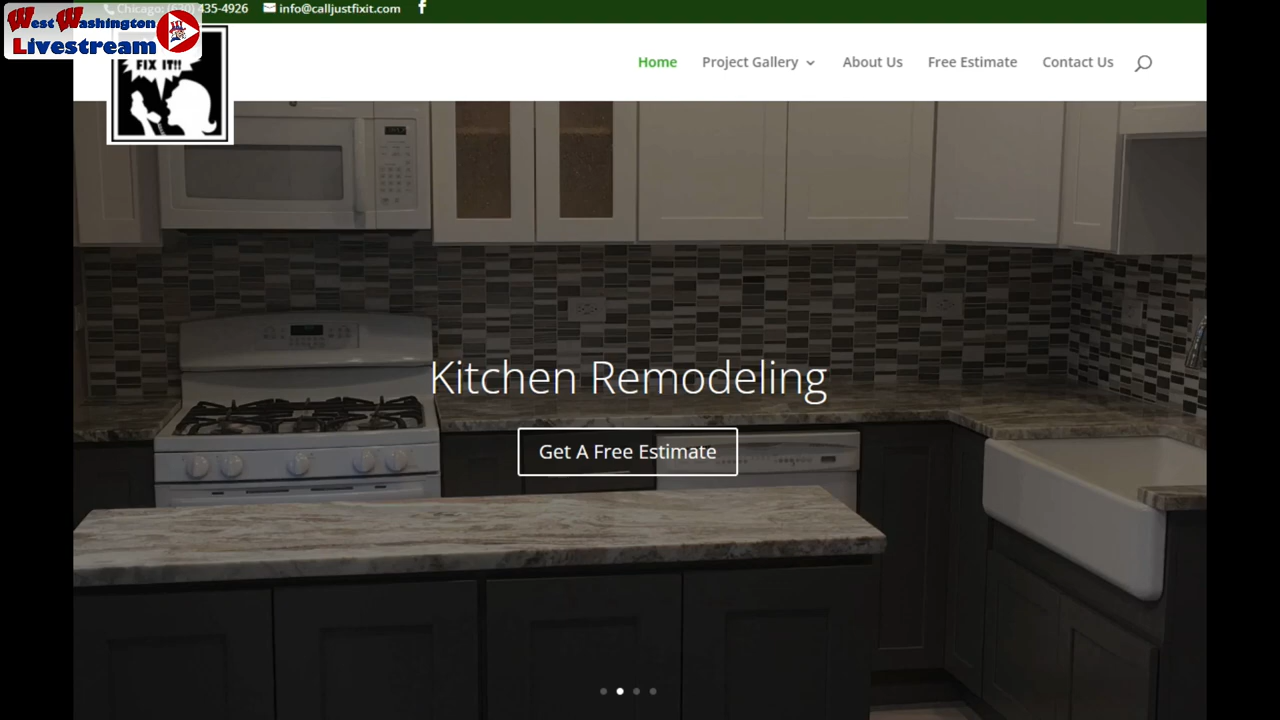 West Washington
Livestream
Chicago: (630) 435-4926
info@calljustfixit.com
FIX IT!!
Home
Project Gallery
About Us
Free Estimate
Contact Us
Kitchen Remodeling
Get A Free Estimate